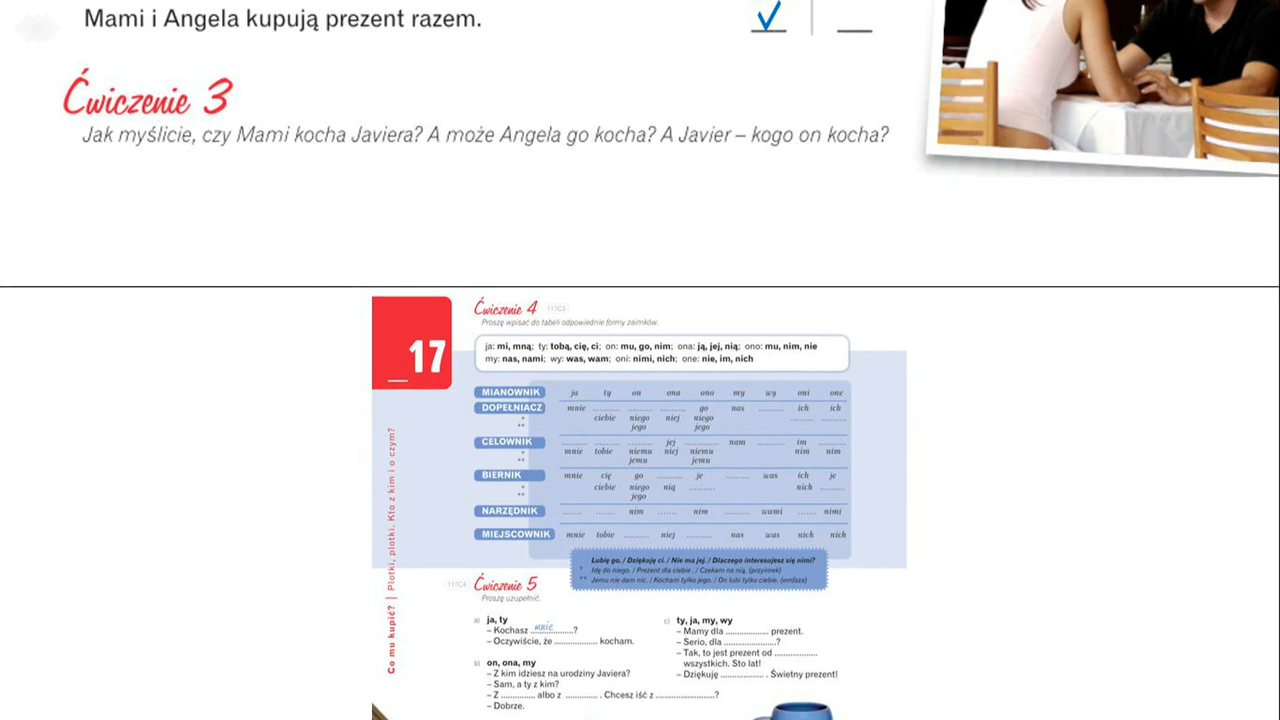 Mami i Angela kupują prezent razem.
Ćwiczenie 3
Jak myślicie, czy Mami kocha Javiera? A może Angela go kocha? A Javier – kogo on kocha?
17
Co mu kupić? | Plotki, plotki. Kto z kim i o czym?
Ćwiczenie 4
Proszę wpisać do tabeli odpowiednie formy zaimków.
ja: mi, mną; ty: tobą, cię, ci; on: mu, go, nim; ona: ją, jej, nią; ono: mu, nim, nie
my: nas, nami; wy: was, wam; oni: nimi, nich; one: nie, im, nich
MIANOWNIK ja ty on ona ono my wy oni one
DOPEŁNIACZ mnie .......... .......... .......... go nas .......... ich ich
* ciebie niego niej niego .......... ..........
** jego jego
CELOWNIK .......... .......... .......... jej .......... nam .......... im ..........
* mnie tobie niemu niej niemu nim nim
** jemu jemu
BIERNIK mnie cię go .......... je .......... was ich je
* ciebie niego nią .......... nich ..........
** jego
NARZĘDNIK ....... ....... nim ....... nim .......... wami ....... nimi
MIEJSCOWNIK mnie tobie .......... niej .......... nas was nich nich
Lubię go. / Dziękuję ci. / Nie ma jej. / Dlaczego interesujesz się nimi?
* Idę do niego. / Prezent dla ciebie. / Czekam na nią. (przyimek)
** Jemu nie dam nic. / Kocham tylko jego. / On lubi tylko ciebie. (emfaza)
Ćwiczenie 5
Proszę uzupełnić.
a) ja, ty
– Kochasz mnie?
– Oczywiście, że ................ kocham.
b) on, ona, my
– Z kim idziesz na urodziny Javiera?
– Sam, a ty z kim?
– Z ............. albo z ............ . Chcesz iść z .....................?
– Dobrze.
c) ty, ja, my, wy
– Mamy dla ................ prezent.
– Serio, dla ................?
– Tak, to jest prezent od ................
wszystkich. Sto lat!
– Dziękuję ................ . Świetny prezent!